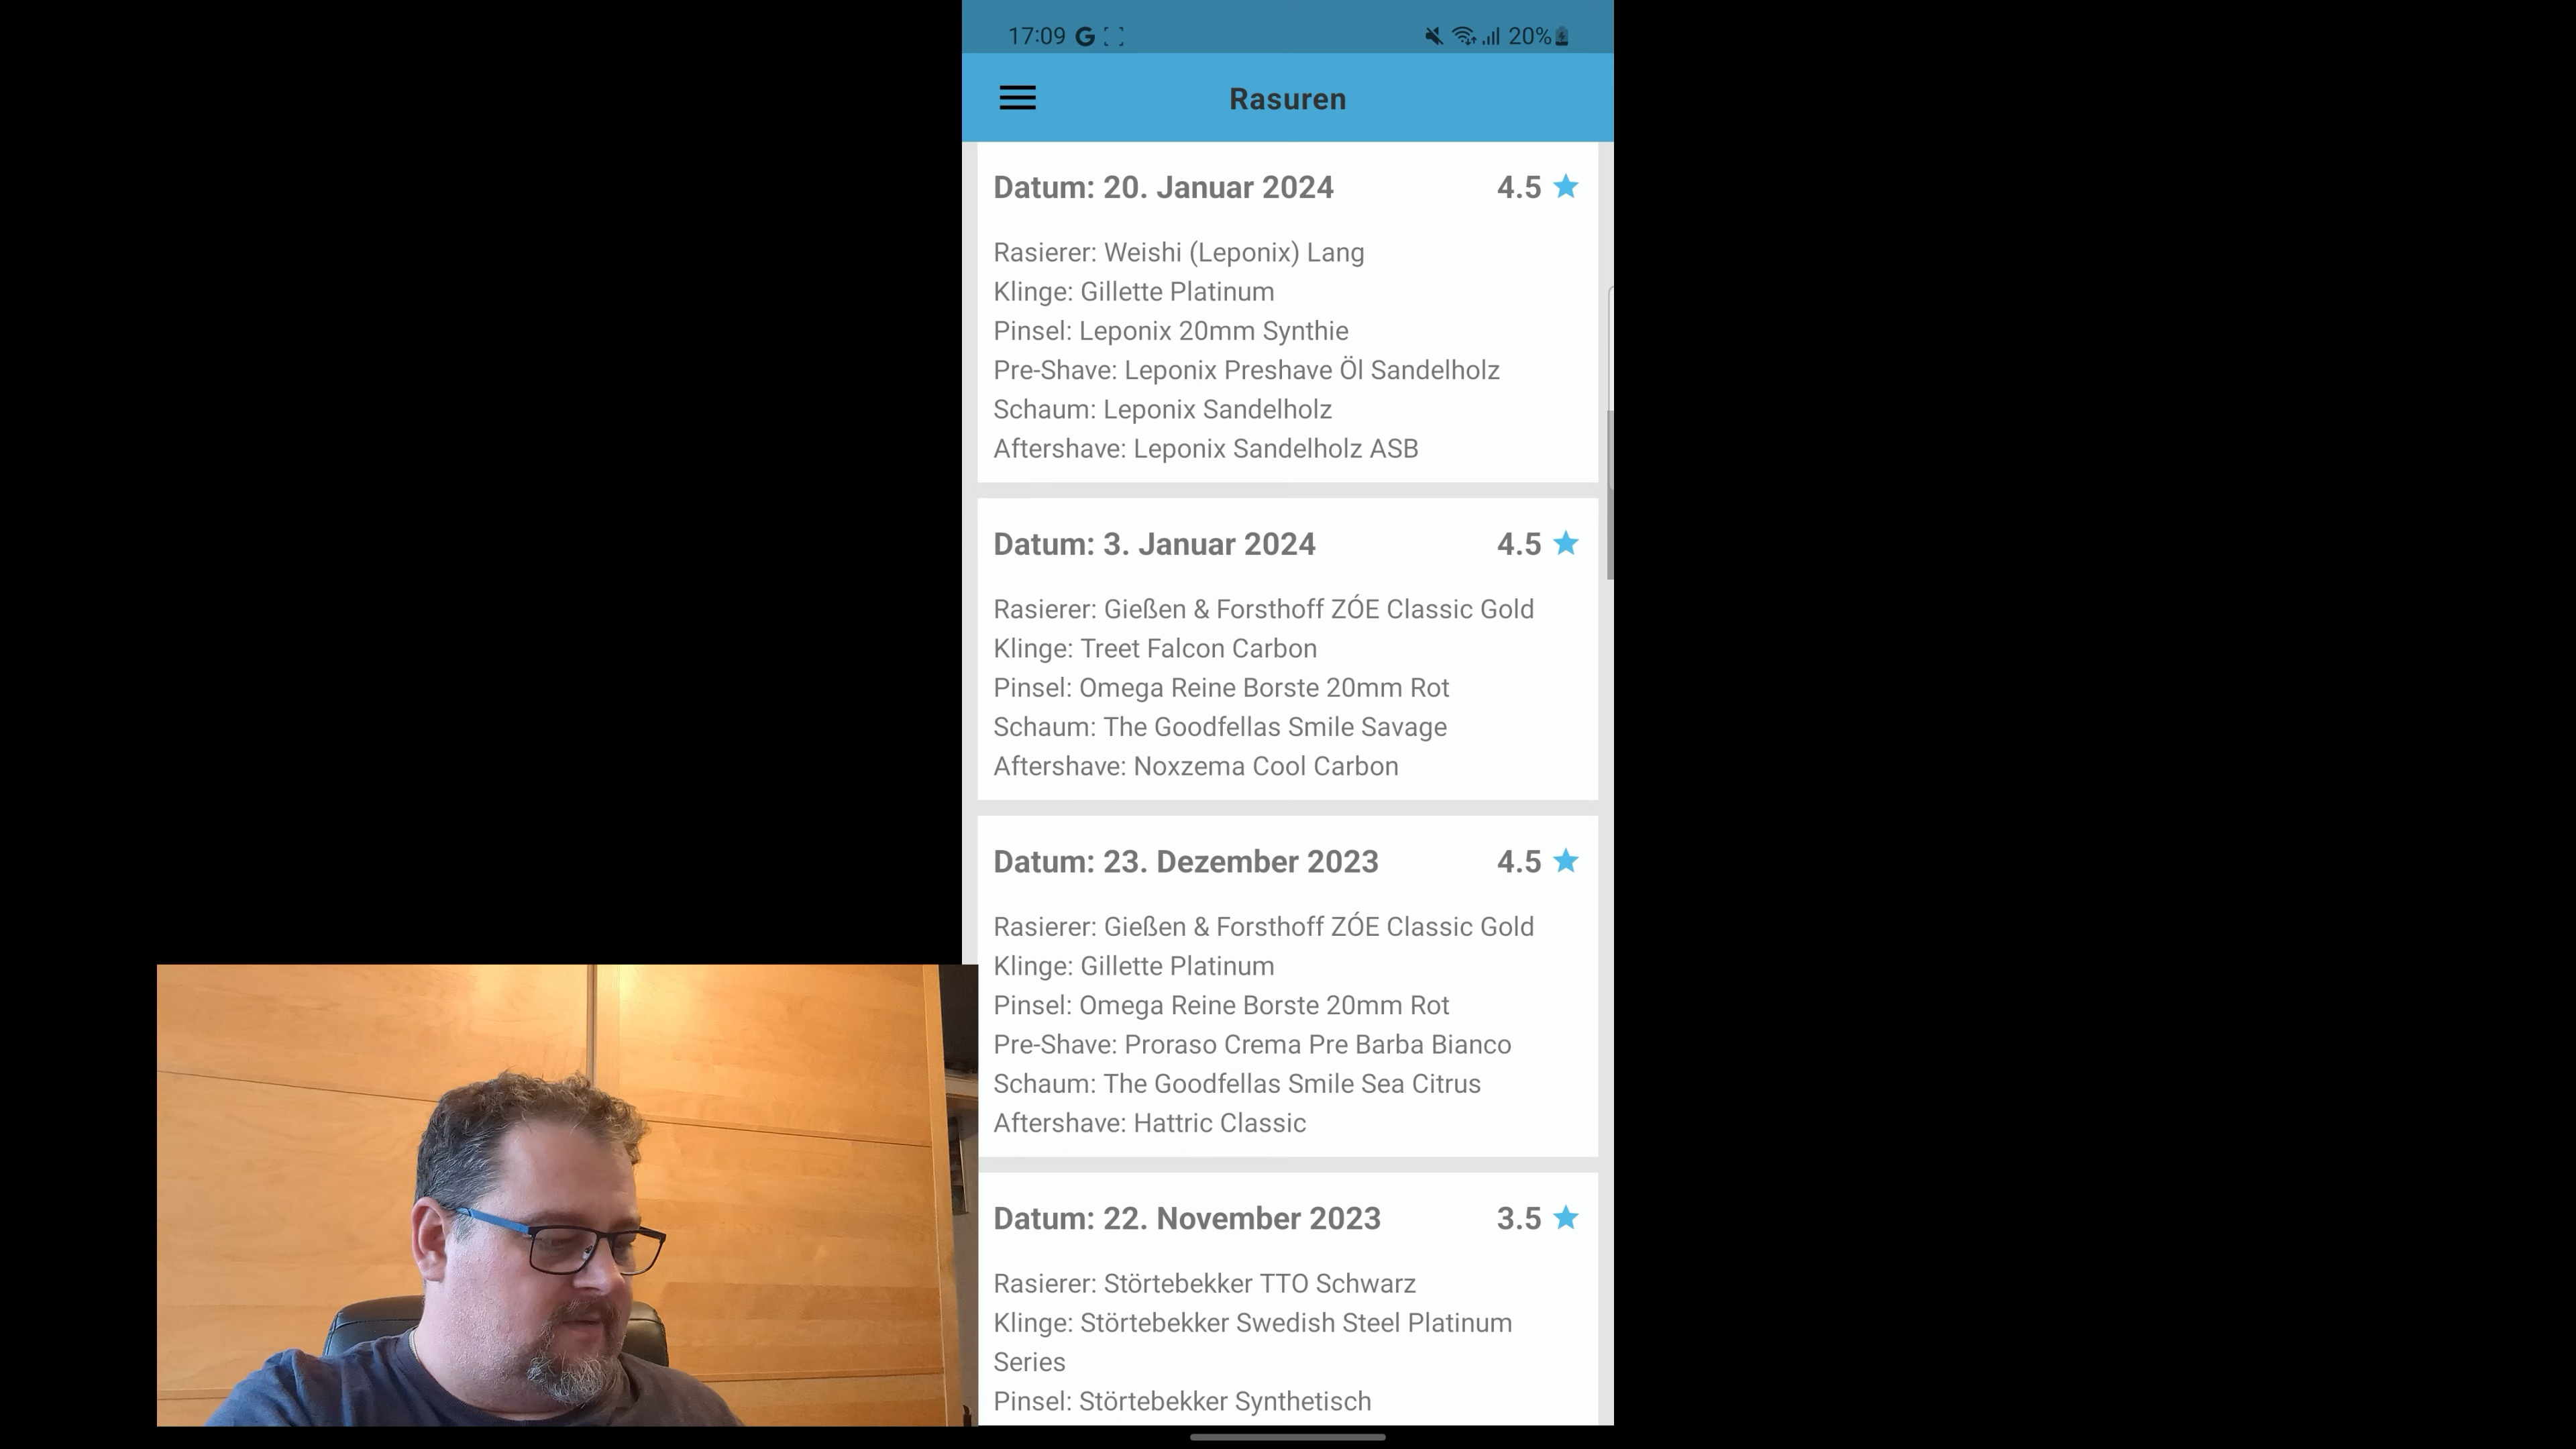 17:09 G 20%
Rasuren
Datum: 20. Januar 2024 4.5
Rasierer: Weishi (Leponix) Lang
Klinge: Gillette Platinum
Pinsel: Leponix 20mm Synthie
Pre-Shave: Leponix Preshave Öl Sandelholz
Schaum: Leponix Sandelholz
Aftershave: Leponix Sandelholz ASB
Datum: 3. Januar 2024 4.5
Rasierer: Gießen & Forsthoff ZÓE Classic Gold
Klinge: Treet Falcon Carbon
Pinsel: Omega Reine Borste 20mm Rot
Schaum: The Goodfellas Smile Savage
Aftershave: Noxzema Cool Carbon
Datum: 23. Dezember 2023 4.5
Rasierer: Gießen & Forsthoff ZÓE Classic Gold
Klinge: Gillette Platinum
Pinsel: Omega Reine Borste 20mm Rot
Pre-Shave: Proraso Crema Pre Barba Bianco
Schaum: The Goodfellas Smile Sea Citrus
Aftershave: Hattric Classic
Datum: 22. November 2023 3.5
Rasierer: Störtebekker TTO Schwarz
Klinge: Störtebekker Swedish Steel Platinum
Series
Pinsel: Störtebekker Synthetisch